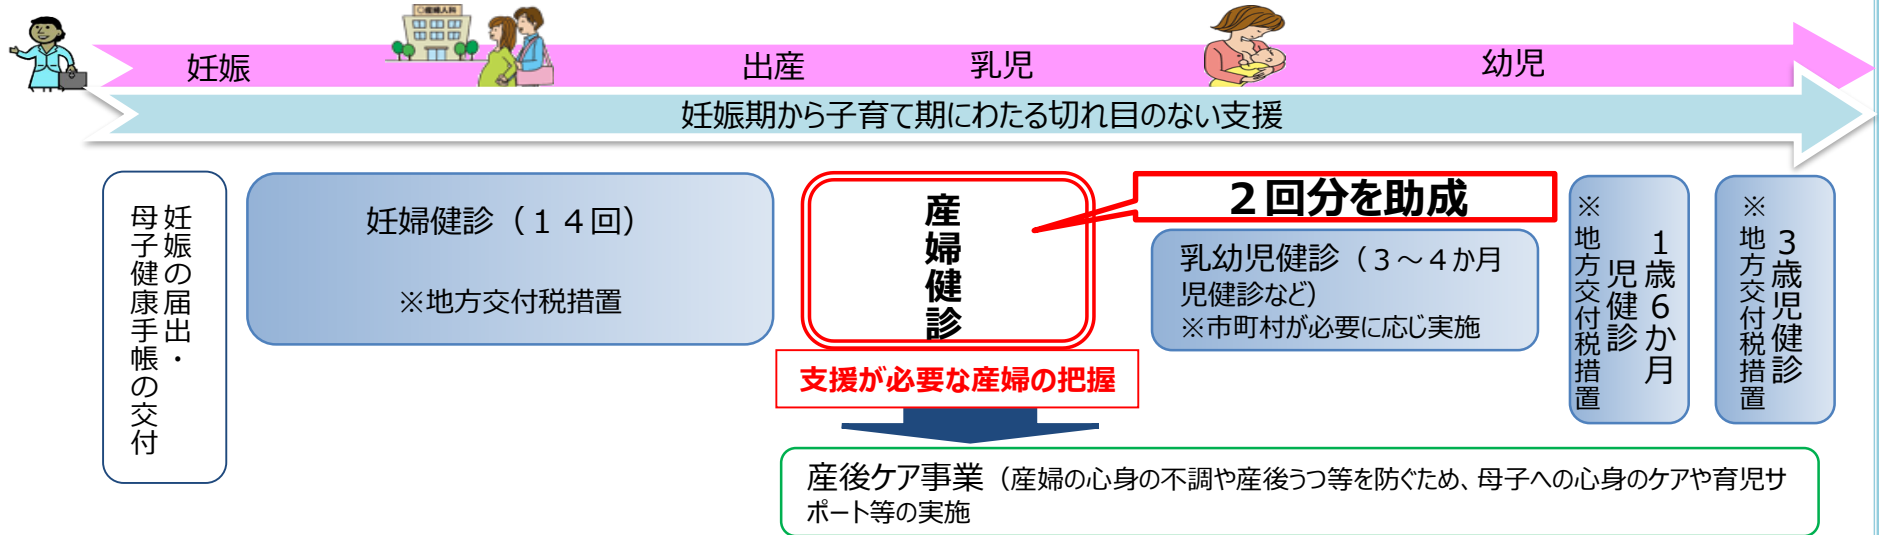 ○産婦人科
妊娠
出産
乳児
幼児
妊娠期から子育て期にわたる切れ目のない支援
妊娠の届出・
母子健康手帳の交付
妊婦健診（１４回）
※地方交付税措置
産婦健診
２回分を助成
乳幼児健診（３～４か月
児健診など）
※市町村が必要に応じ実施
１歳６か月
児健診
※地方交付税措置
３歳児健診
※地方交付税措置
支援が必要な産婦の把握
産後ケア事業（産婦の心身の不調や産後うつ等を防ぐため、母子への心身のケアや育児サ
ポート等の実施